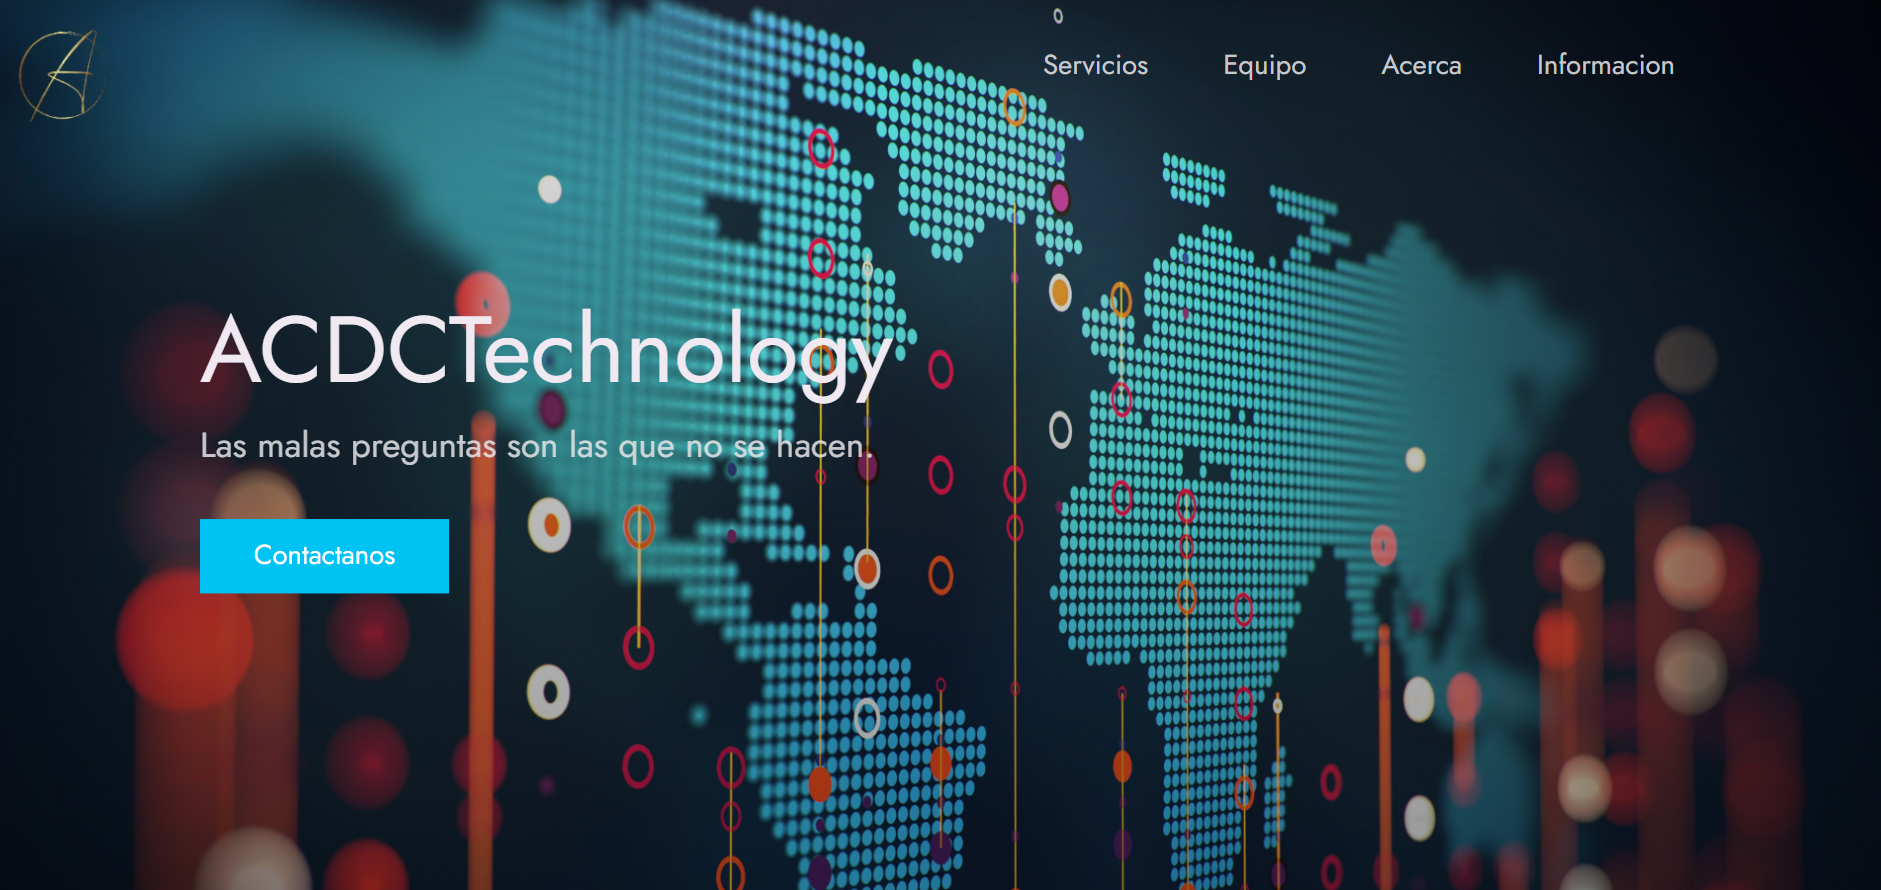 Servicios Equipo Acerca Informacion
ACDCTechnology
Las malas preguntas son las que no se hacen.
Contactanos